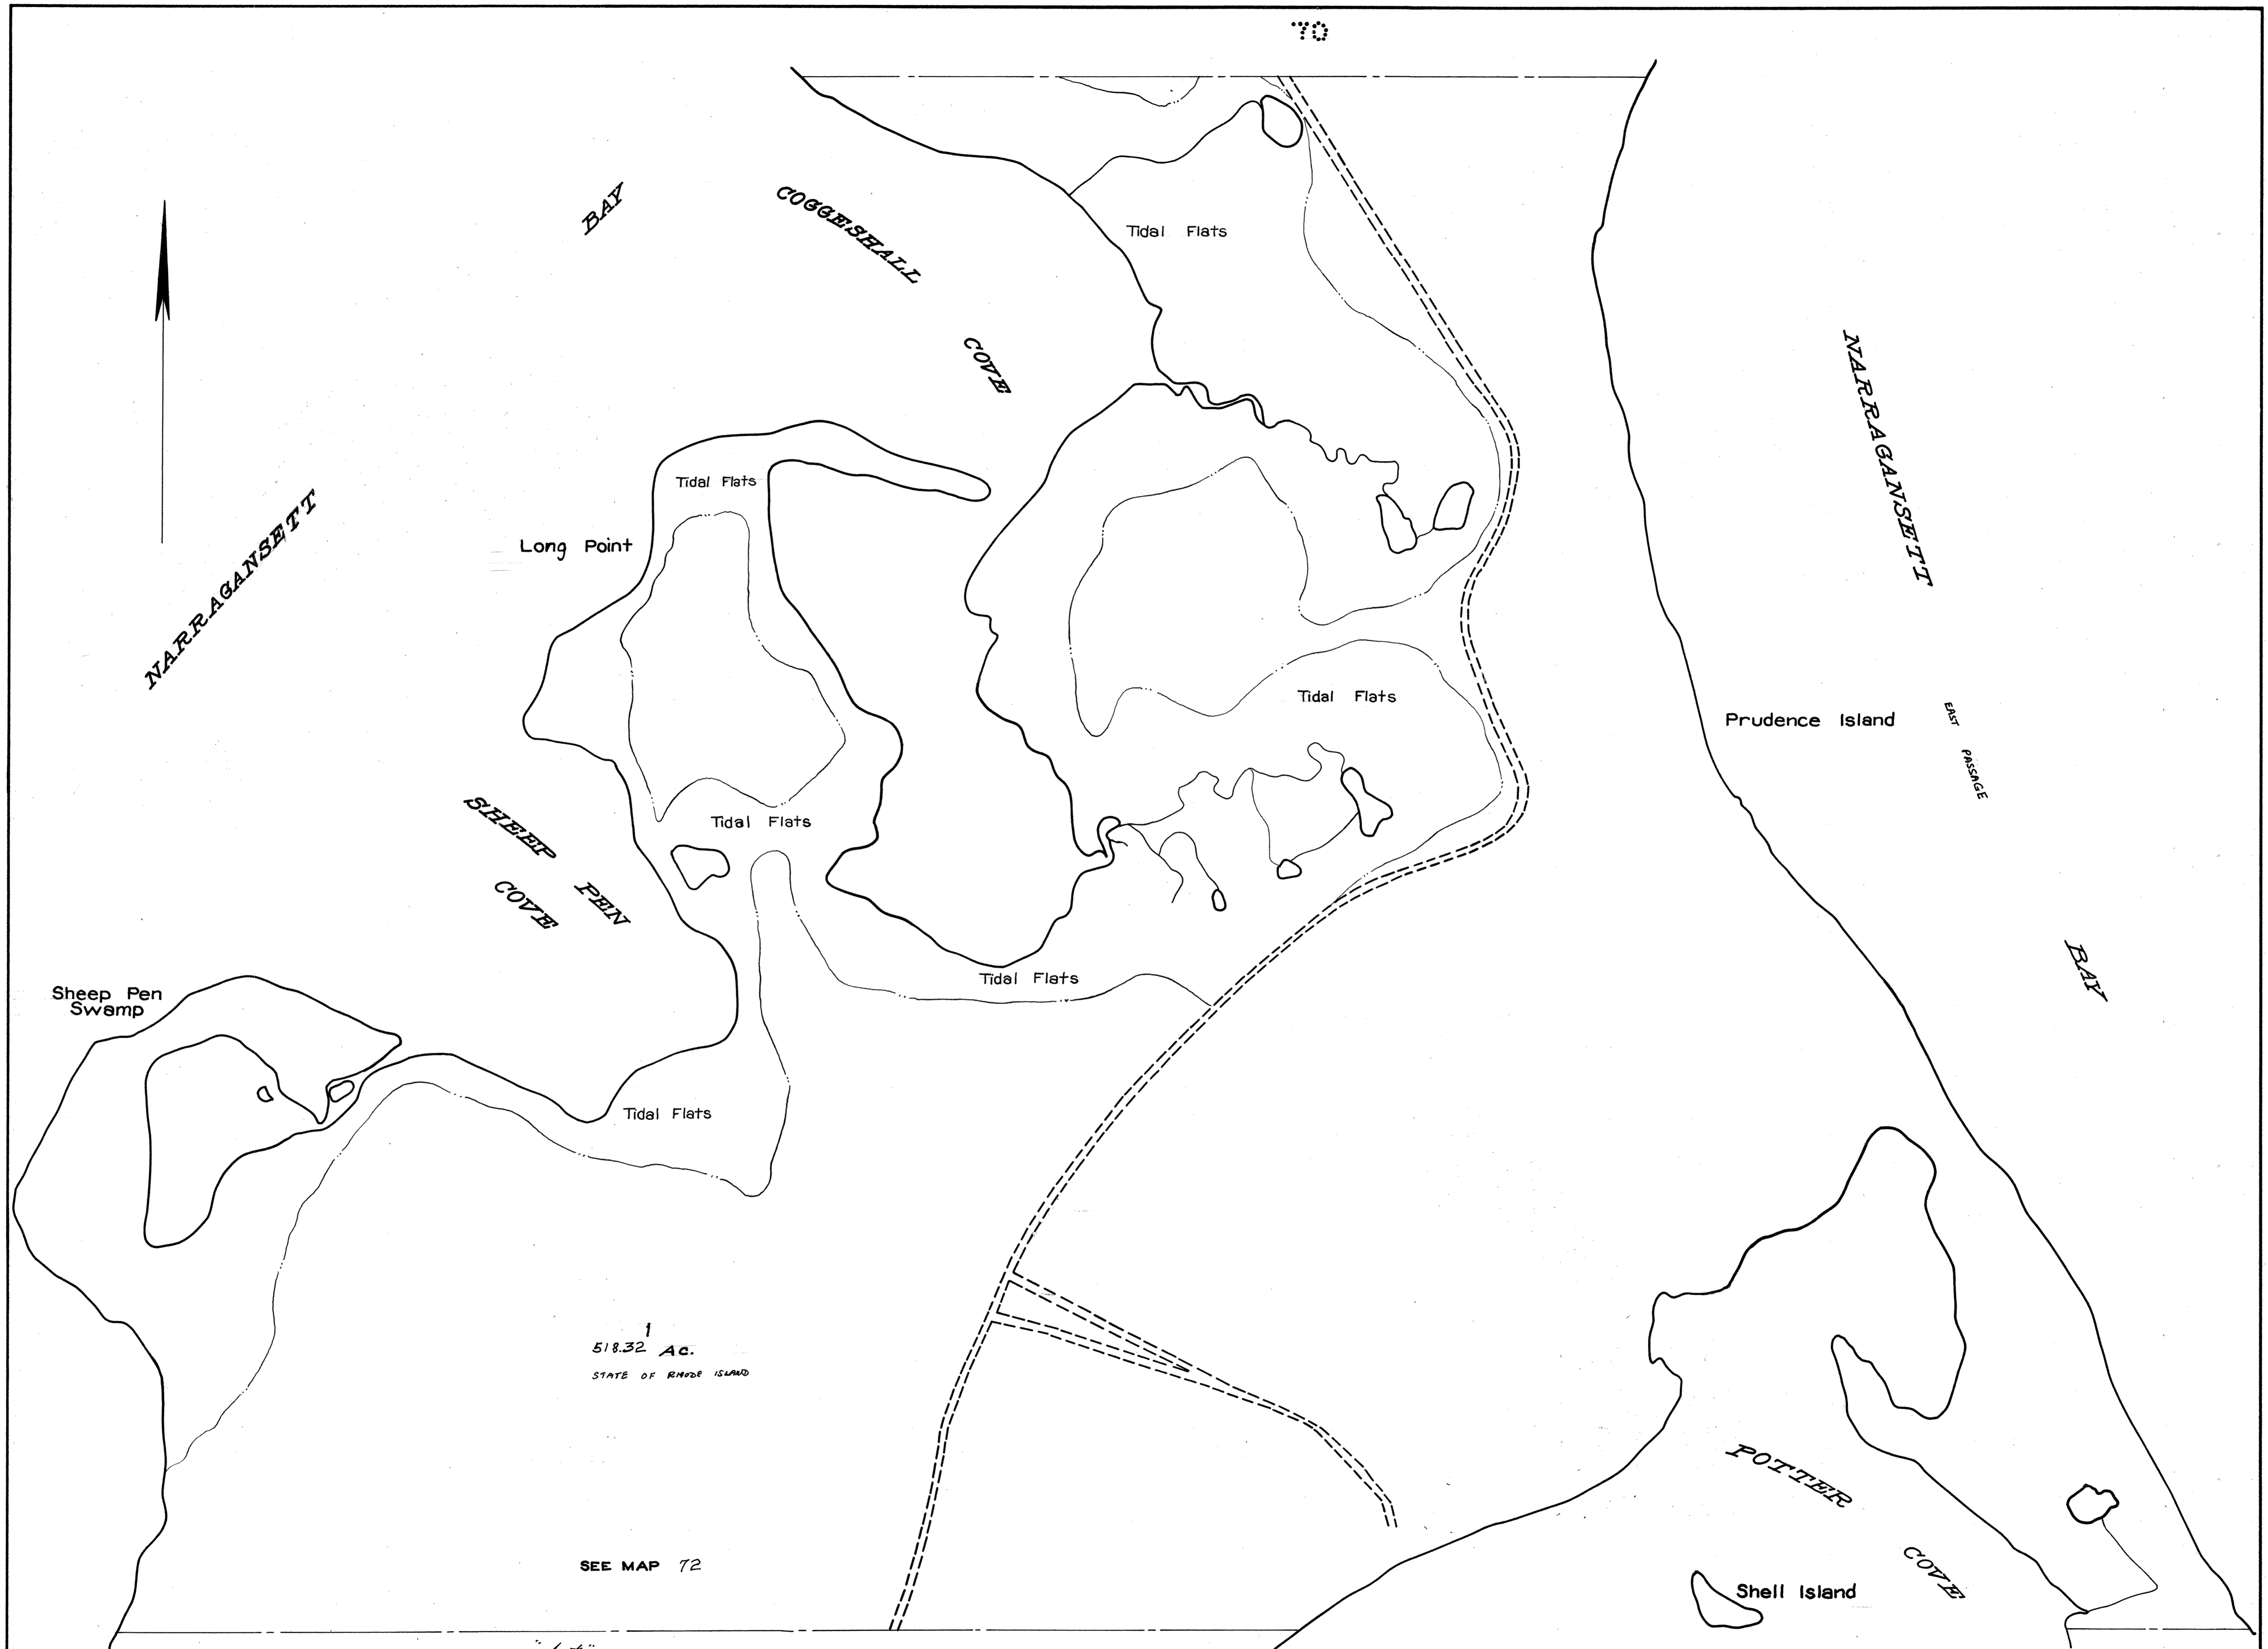 70
BAY
COGGESHALL
COVE
Tidal Flats
NARRAGANSETT
Tidal Flats
Long Point
NARRAGANSETT
Tidal Flats
Prudence Island
EAST
PASSAGE
SHEEP
PEN
COVE
Tidal Flats
BAY
Tidal Flats
Sheep Pen
Swamp
Tidal Flats
1
518.32 AC.
STATE OF RHODE ISLAND
POTTER
COVE
SEE MAP 72
Shell Island